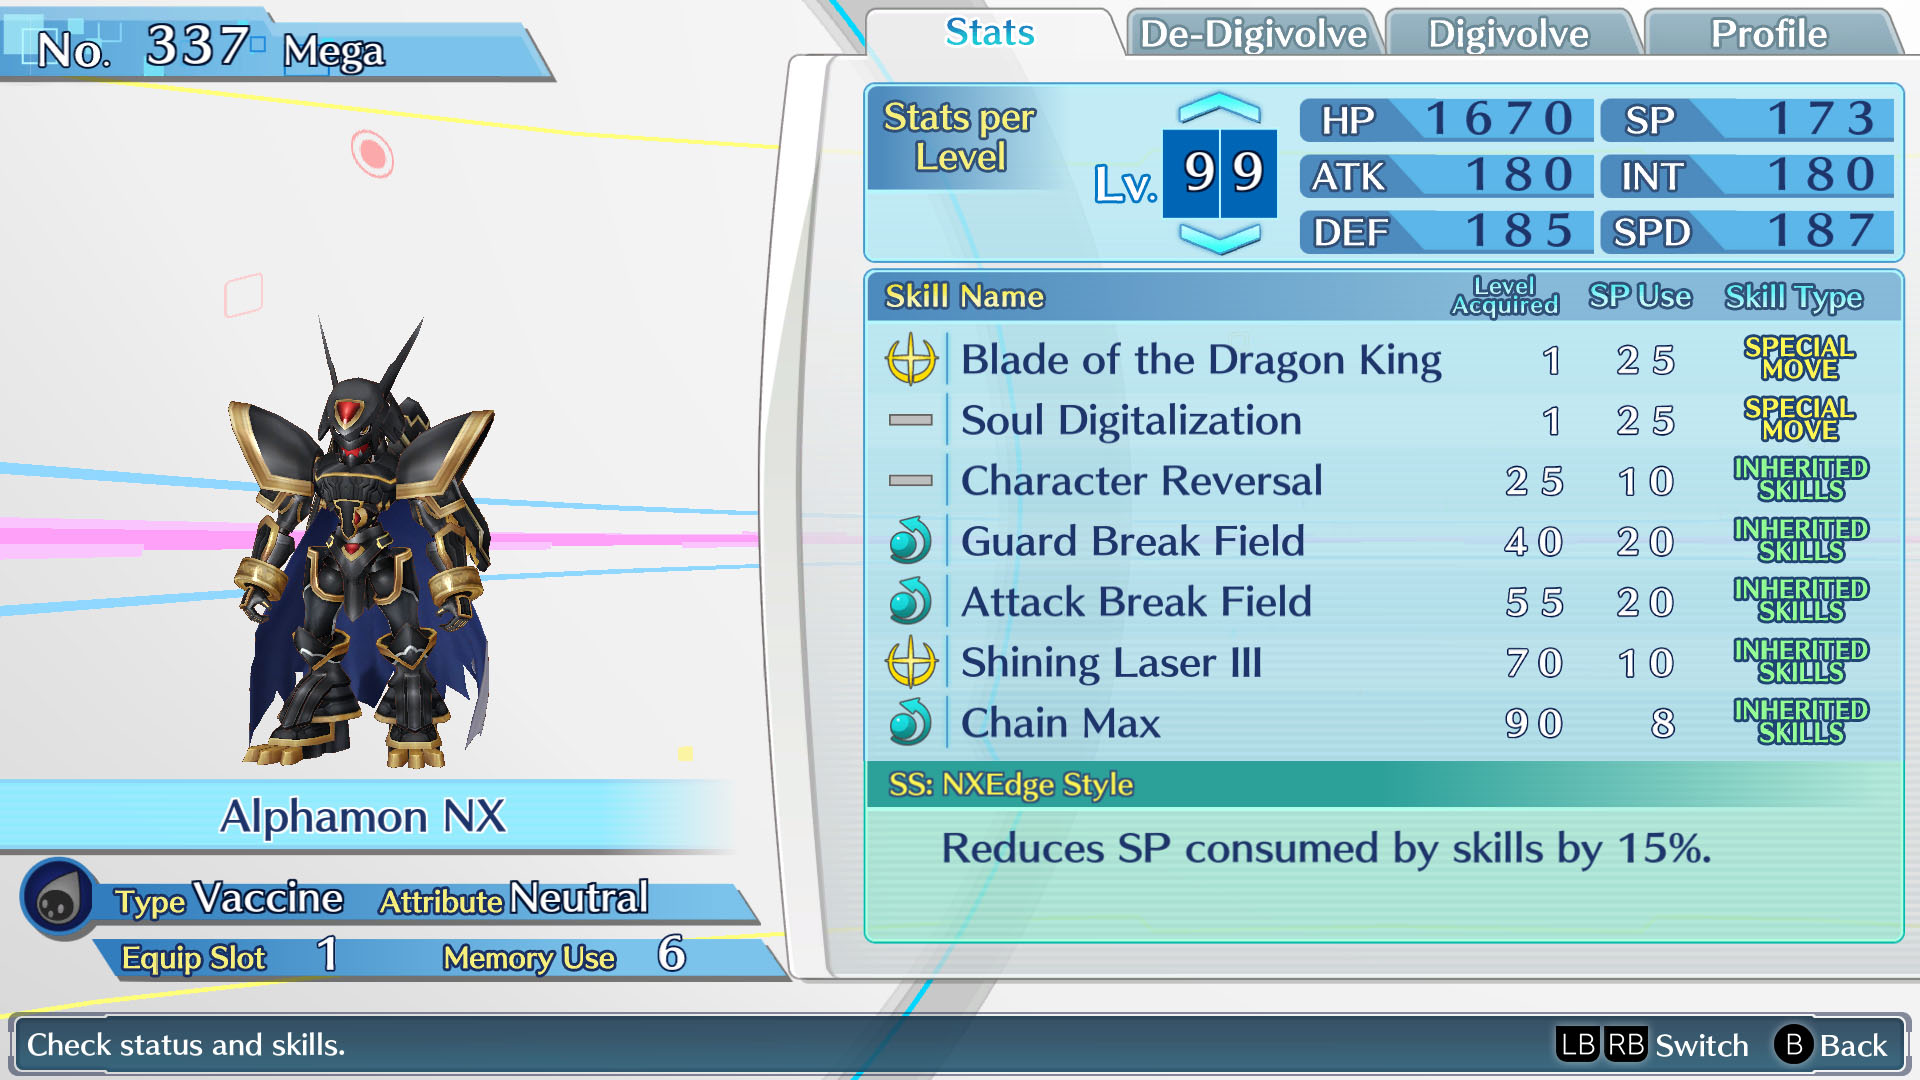 No. 337 Mega
Stats De-Digivolve Digivolve Profile
Stats per
Level
Lv. 99
HP 1670 SP 173
ATK 180 INT 180
DEF 185 SPD 187
Skill Name Level Acquired SP Use Skill Type
Blade of the Dragon King 1 25 SPECIAL MOVE
Soul Digitalization 1 25 SPECIAL MOVE
Character Reversal 25 10 INHERITED SKILLS
Guard Break Field 40 20 INHERITED SKILLS
Attack Break Field 55 20 INHERITED SKILLS
Shining Laser III 70 10 INHERITED SKILLS
Chain Max 90 8 INHERITED SKILLS
SS: NXEdge Style
Reduces SP consumed by skills by 15%.
Alphamon NX
Type Vaccine Attribute Neutral
Equip Slot 1 Memory Use 6
Check status and skills.
LB RB Switch B Back